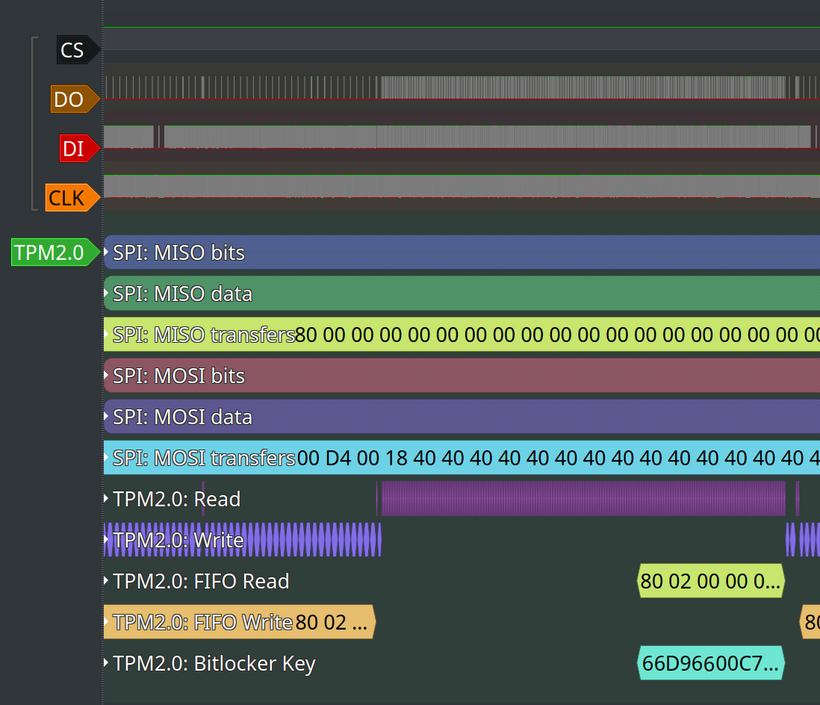 CS
DO
DI
CLK
TPM2.0
SPI: MISO bits
SPI: MISO data
SPI: MISO transfers 80 00 00 00 00 00 00 00 00 00 00 00 00 00 00 00 00 00 00
SPI: MOSI bits
SPI: MOSI data
SPI: MOSI transfers 00 D4 00 18 40 40 40 40 40 40 40 40 40 40 40 40 40 40 4
TPM2.0: Read
TPM2.0: Write
TPM2.0: FIFO Read 80 02 00 00 0...
TPM2.0: FIFO Write 80 02 ... 80
TPM2.0: Bitlocker Key 66D96600C7...